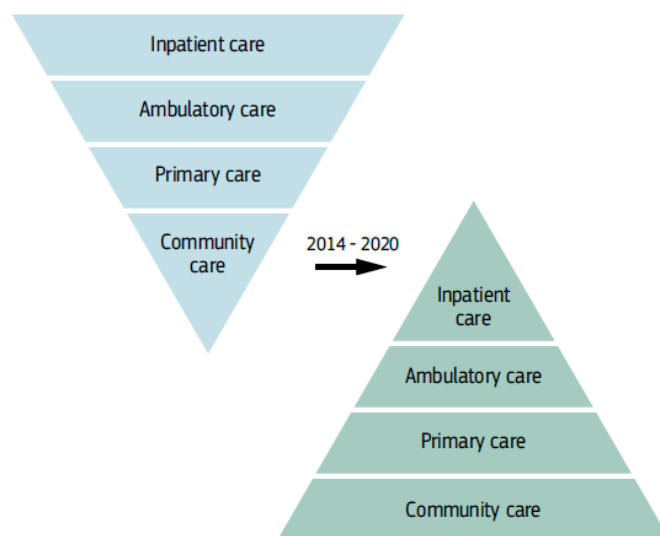 Inpatient care
Ambulatory care
Primary care
Community
care
2014 - 2020
Inpatient
care
Ambulatory care
Primary care
Community care